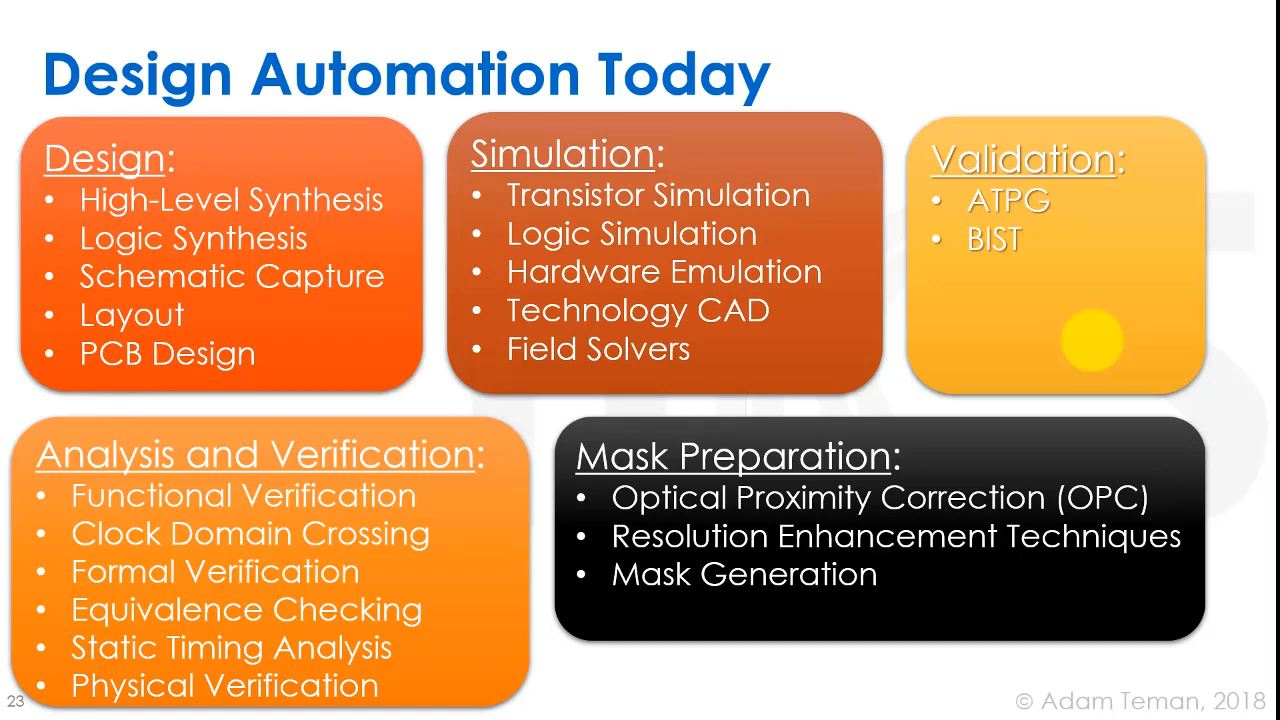 Design Automation Today
Design:
• High-Level Synthesis
• Logic Synthesis
• Schematic Capture
• Layout
• PCB Design
Simulation:
• Transistor Simulation
• Logic Simulation
• Hardware Emulation
• Technology CAD
• Field Solvers
Validation:
• ATPG
• BIST
Analysis and Verification:
• Functional Verification
• Clock Domain Crossing
• Formal Verification
• Equivalence Checking
• Static Timing Analysis
• Physical Verification
Mask Preparation:
• Optical Proximity Correction (OPC)
• Resolution Enhancement Techniques
• Mask Generation
23
© Adam Teman, 2018